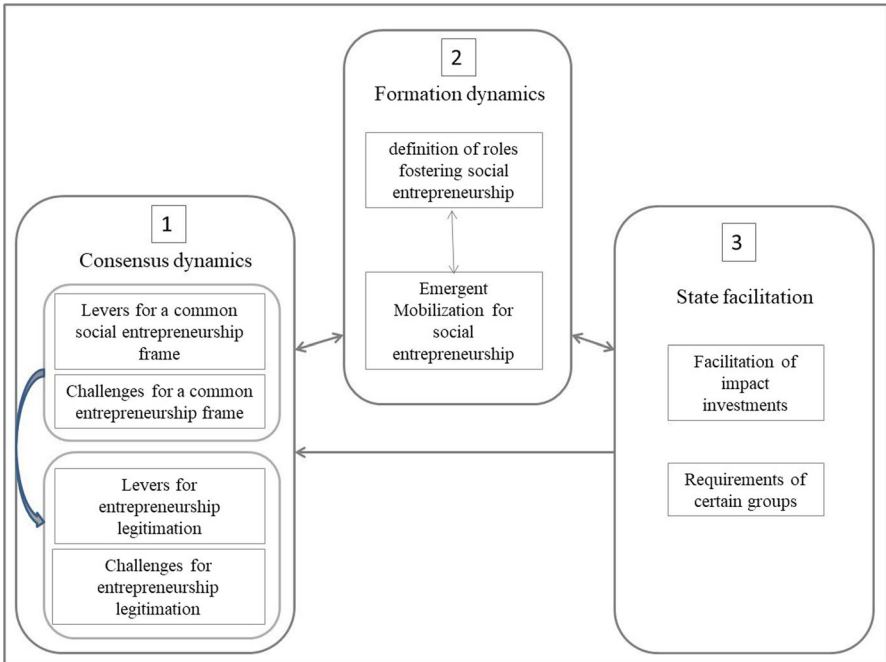 1
Consensus dynamics
Levers for a common
social entrepreneurship
frame
Challenges for a common
entrepreneurship frame
Levers for
entrepreneurship
legitimation
Challenges for
entrepreneurship
legitimation
2
Formation dynamics
definition of roles
fostering social
entrepreneurship
Emergent
Mobilization for
social
entrepreneurship
3
State facilitation
Facilitation of
impact
investments
Requirements of
certain groups